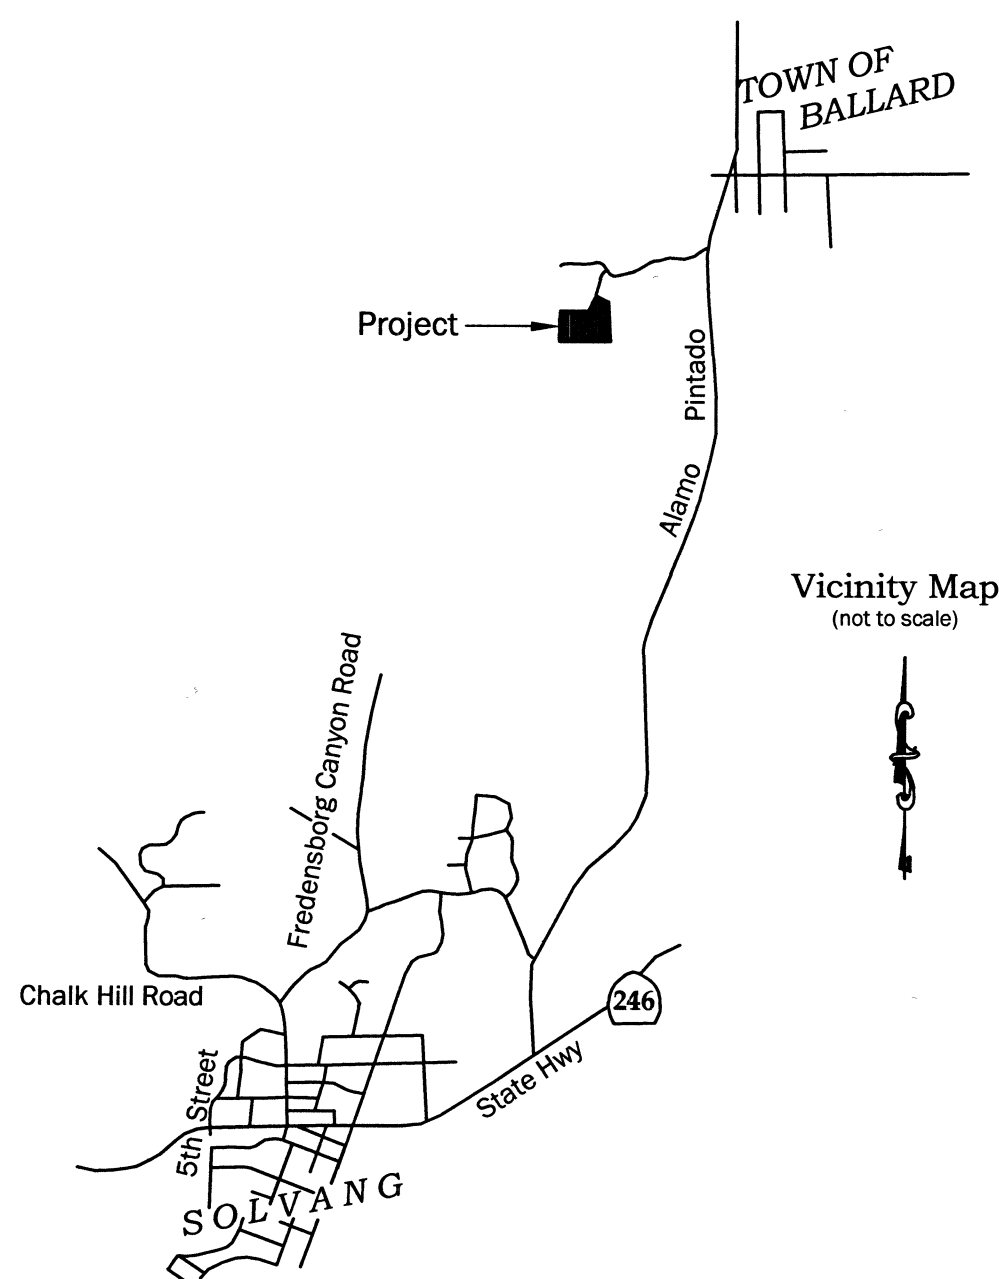 TOWN OF
BALLARD
Project
Pintado
Alamo
Vicinity Map
(not to scale)
Fredensborg Canyon Road
Chalk Hill Road
246
State Hwy
5th Street
SOLVANG